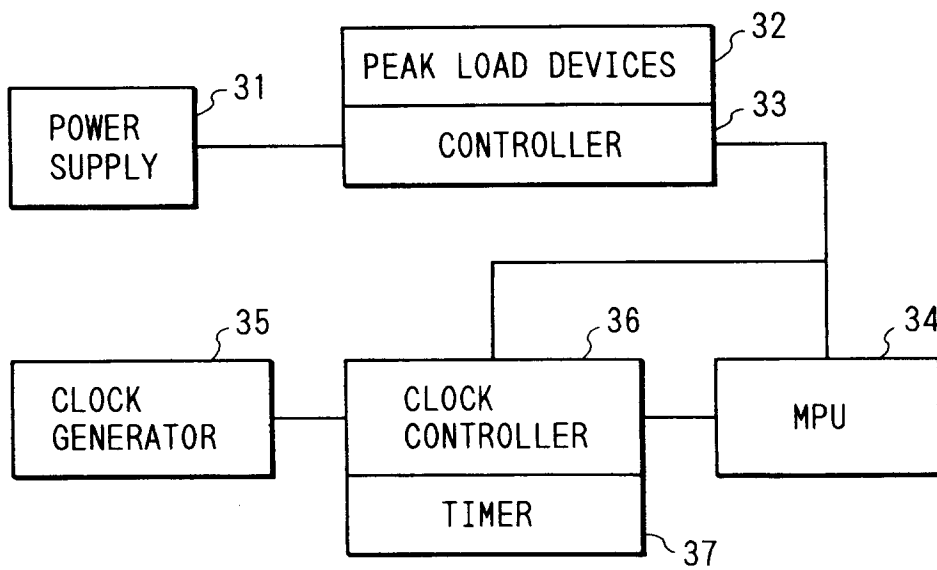 32
PEAK LOAD DEVICES
31
33
POWER
SUPPLY
CONTROLLER
35
36
34
CLOCK
GENERATOR
CLOCK
CONTROLLER
MPU
TIMER
37